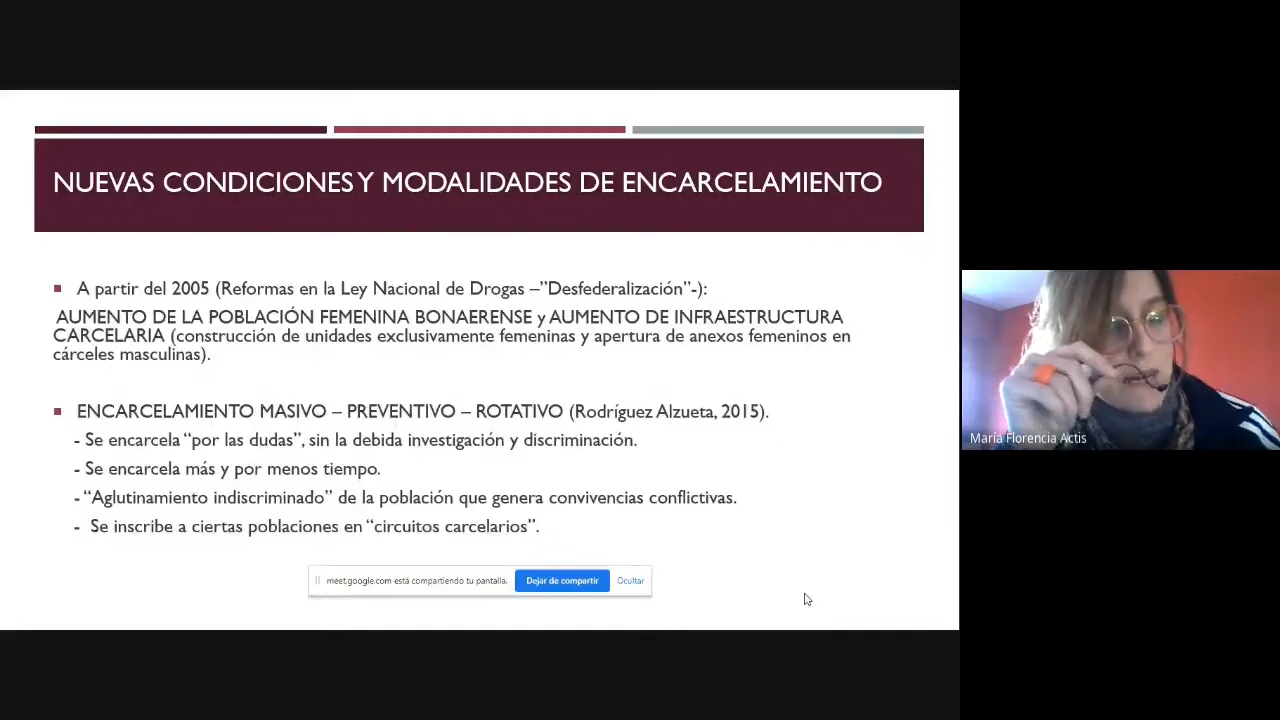 NUEVAS CONDICIONES Y MODALIDADES DE ENCARCELAMIENTO
A partir del 2005 (Reformas en la Ley Nacional de Drogas –”Desfederalización”-):
AUMENTO DE LA POBLACIÓN FEMENINA BONAERENSE y AUMENTO DE INFRAESTRUCTURA
CARCELARIA (construcción de unidades exclusivamente femeninas y apertura de anexos femeninos en
cárceles masculinas).
ENCARCELAMIENTO MASIVO – PREVENTIVO – ROTATIVO (Rodríguez Alzueta, 2015).
- Se encarcela “por las dudas”, sin la debida investigación y discriminación.
- Se encarcela más y por menos tiempo.
- “Aglutinamiento indiscriminado” de la población que genera convivencias conflictivas.
- Se inscribe a ciertas poblaciones en “circuitos carcelarios”.
meet.google.com está compartiendo tu pantalla. Dejar de compartir Ocultar
María Florencia Actis